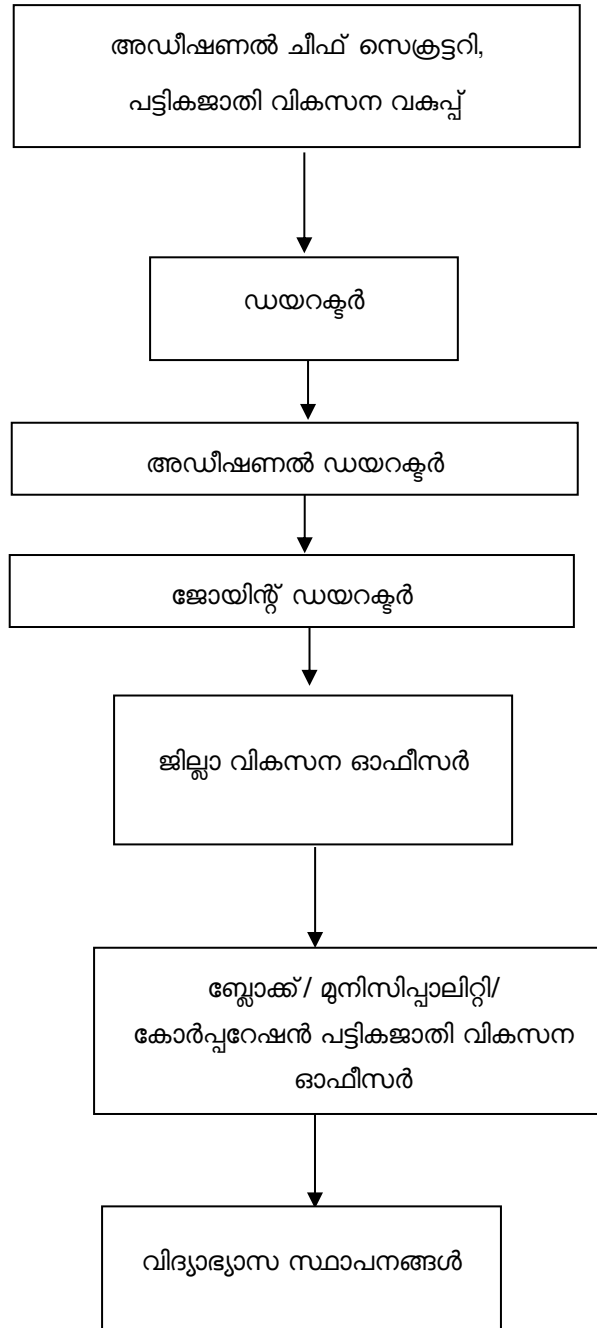 അഡീഷണൽ ചീഫ് സെക്രട്ടറി,
പട്ടികജാതി വികസന വകുപ്പ്
ഡയറക്ടർ
അഡീഷണൽ ഡയറക്ടർ
ജോയിന്റ് ഡയറക്ടർ
ജില്ലാ വികസന ഓഫീസർ
ബ്ലോക്ക്/ മുനിസിപ്പാലിറ്റി/
കോർപ്പറേഷൻ പട്ടികജാതി വികസന
ഓഫീസർ
വിദ്യാഭ്യാസ സ്ഥാപനങ്ങൾ